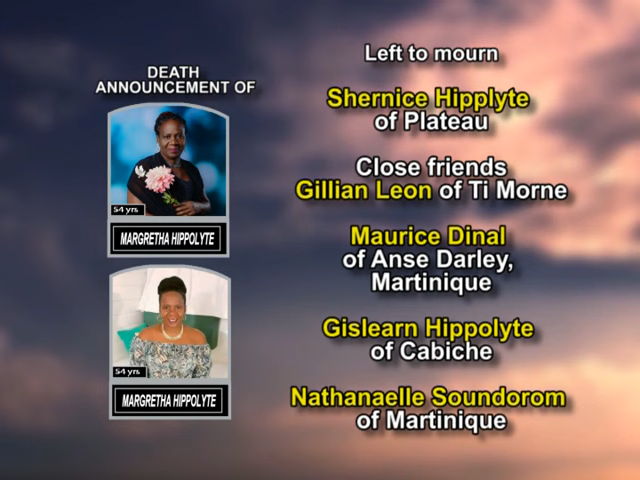 DEATH
ANNOUNCEMENT OF
54 yrs
MARGRETHA HIPPOLYTE
54 yrs
MARGRETHA HIPPOLYTE
Left to mourn
Shernice Hipplyte
of Plateau
Close friends
Gillian Leon of Ti Morne
Maurice Dinal
of Anse Darley,
Martinique
Gislearn Hippolyte
of Cabiche
Nathanaelle Soundorom
of Martinique